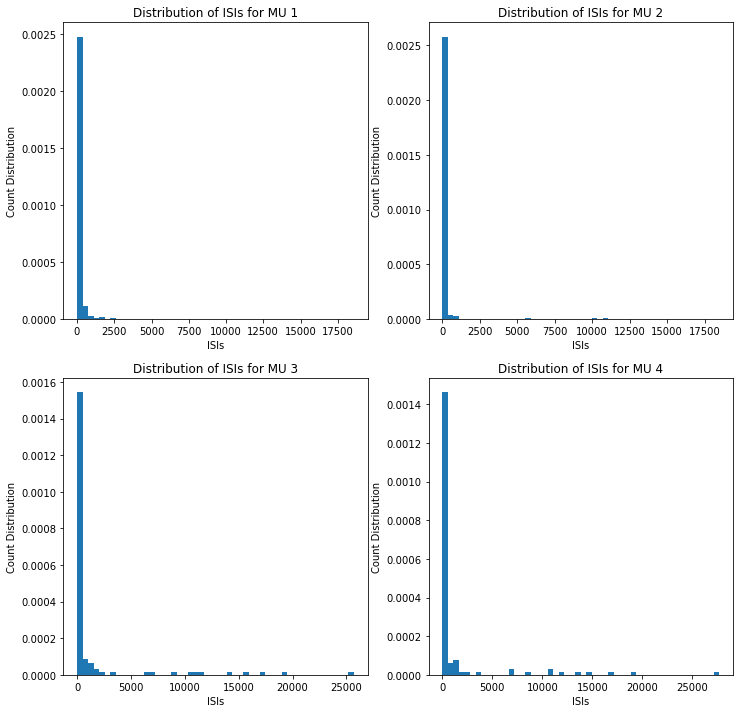 Distribution of ISIs for MU 1
0.0025
0.0020
0.0015
0.0010
0.0005
0.0000
Count Distribution
0 2500 5000 7500 10000 12500 15000 17500
ISIs
Distribution of ISIs for MU 2
0.0025
0.0020
0.0015
0.0010
0.0005
0.0000
Count Distribution
0 2500 5000 7500 10000 12500 15000 17500
ISIs
Distribution of ISIs for MU 3
0.0016
0.0014
0.0012
0.0010
0.0008
0.0006
0.0004
0.0002
0.0000
Count Distribution
0 5000 10000 15000 20000 25000
ISIs
Distribution of ISIs for MU 4
0.0014
0.0012
0.0010
0.0008
0.0006
0.0004
0.0002
0.0000
Count Distribution
0 5000 10000 15000 20000 25000
ISIs